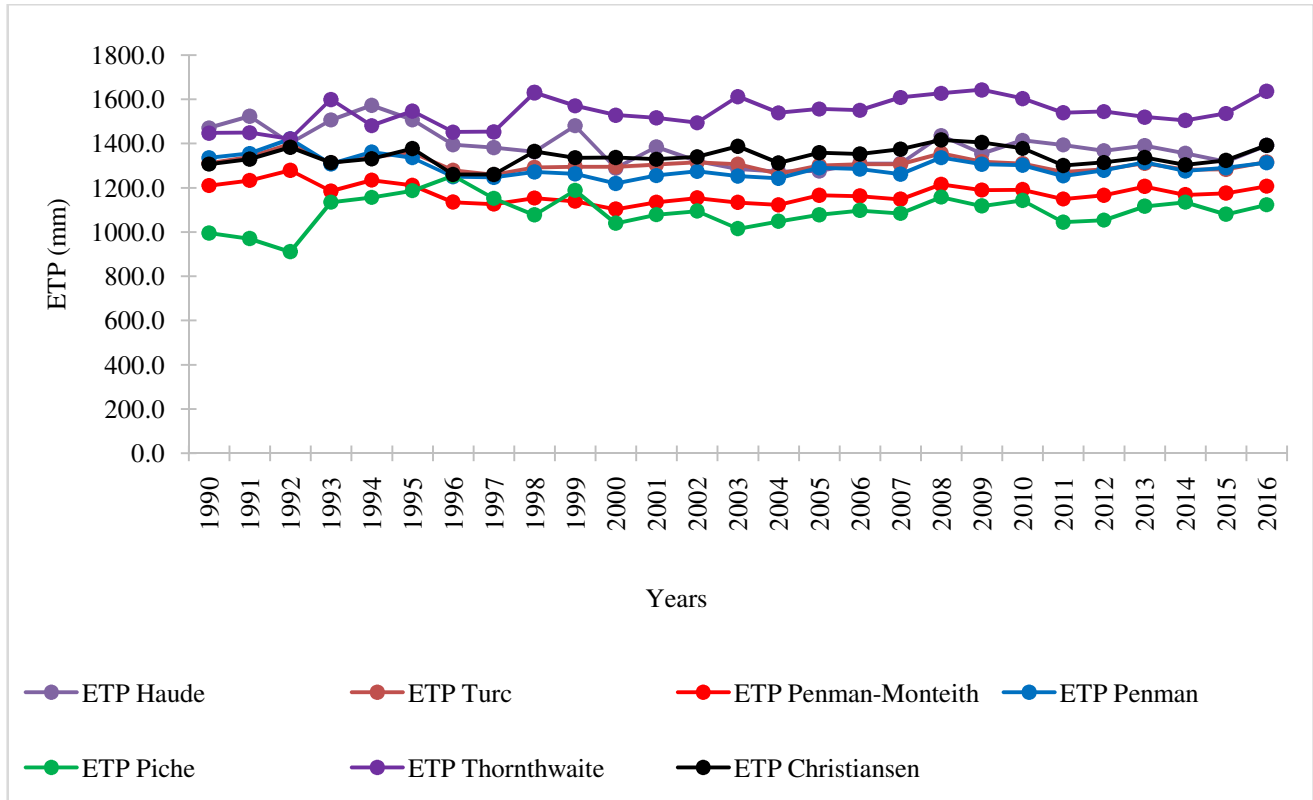 1800.0
1600.0
1400.0
1200.0
1000.0
800.0
600.0
400.0
200.0
0.0
ETP (mm)
1990 1991 1992 1993 1994 1995 1996 1997 1998 1999 2000 2001 2002 2003 2004 2005 2006 2007 2008 2009 2010 2011 2012 2013 2014 2015 2016
Years
ETP Haude ETP Turc ETP Penman-Monteith ETP Penman
ETP Piche ETP Thornthwaite ETP Christiansen